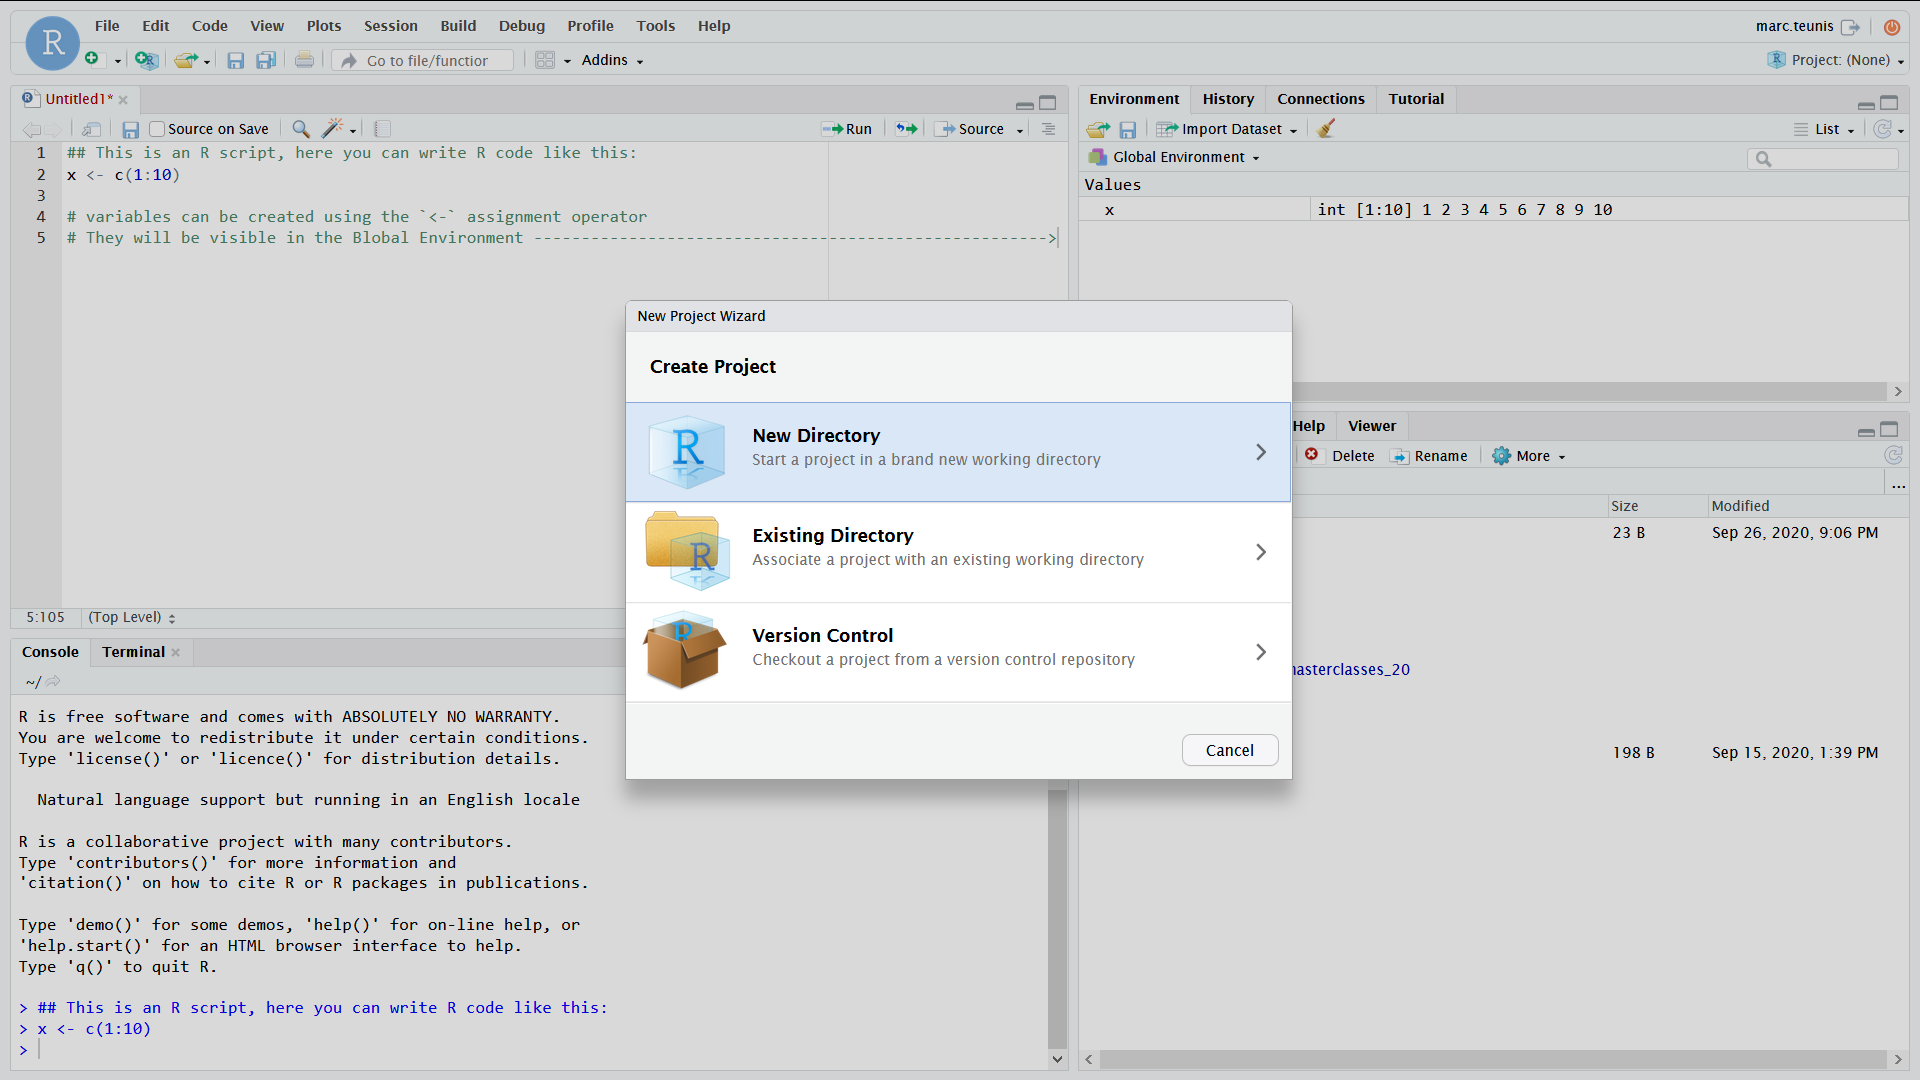 R
File Edit Code View Plots Session Build Debug Profile Tools Help
marc.teunis
Go to file/functior
Addins
Project: (None)
Untitled1*
Source on Save
Run
Source
1 ## This is an R script, here you can write R code like this:
2 x <- c(1:10)
3
4 # variables can be created using the `<-` assignment operator
5 # They will be visible in the Blobal Environment ------------------------------------------------------>
5:105 (Top Level)
Environment History Connections Tutorial
Import Dataset
List
Global Environment
Values
x int [1:10] 1 2 3 4 5 6 7 8 9 10
New Project Wizard
Create Project
New Directory
Start a project in a brand new working directory
Existing Directory
Associate a project with an existing working directory
Version Control
Checkout a project from a version control repository
Cancel
Help Viewer
Delete Rename More
...
Size Modified
23 B Sep 26, 2020, 9:06 PM
masterclasses_20
198 B Sep 15, 2020, 1:39 PM
Console Terminal
~/
R is free software and comes with ABSOLUTELY NO WARRANTY.
You are welcome to redistribute it under certain conditions.
Type 'license()' or 'licence()' for distribution details.
Natural language support but running in an English locale
R is a collaborative project with many contributors.
Type 'contributors()' for more information and
'citation()' on how to cite R or R packages in publications.
Type 'demo()' for some demos, 'help()' for on-line help, or
'help.start()' for an HTML browser interface to help.
Type 'q()' to quit R.
> ## This is an R script, here you can write R code like this:
> x <- c(1:10)
>